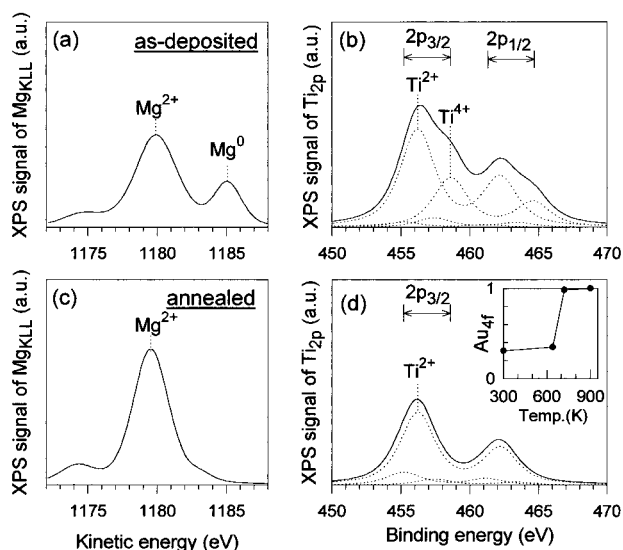 (a) as-deposited
Mg²⁺
Mg⁰
XPS signal of Mg_KLL (a.u.)
1175 1180 1185
(b) 2p₃/₂ 2p₁/₂
Ti²⁺
Ti⁴⁺
XPS signal of Ti₂p (a.u.)
450 455 460 465 470
(c) annealed
Mg²⁺
XPS signal of Mg_KLL (a.u.)
1175 1180 1185
Kinetic energy (eV)
(d) 2p₃/₂
Ti²⁺
XPS signal of Ti₂p (a.u.)
1
Au₄f
0
300 600 900
Temp.(K)
450 455 460 465 470
Binding energy (eV)